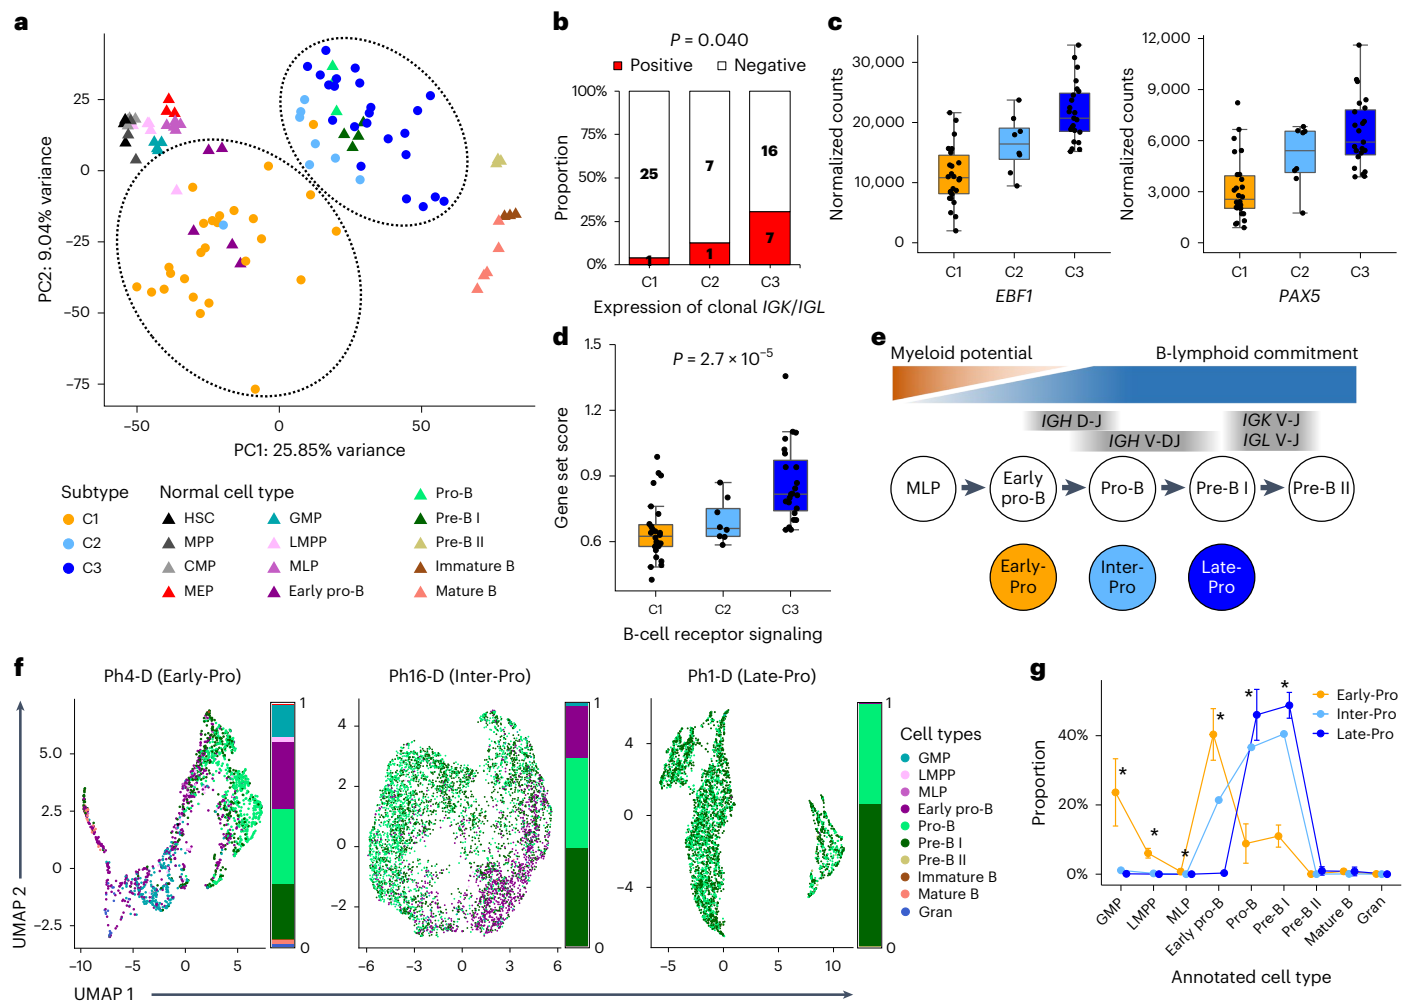 a
PC2: 9.04% variance
25
0
−25
−50
−75
−50
0
50
PC1: 25.85% variance
Subtype
C1
C2
C3
Normal cell type
HSC
MPP
CMP
MEP
GMP
LMPP
MLP
Early pro-B
Pro-B
Pre-B I
Pre-B II
Immature B
Mature B
b
P = 0.040
Positive
Negative
Proportion
100%
75%
50%
25%
0%
25
7
16
1
1
7
C1
C2
C3
Expression of clonal IGK/IGL
c
Normalized counts
30,000
20,000
10,000
0
C1
C2
C3
EBF1
Normalized counts
12,000
9,000
6,000
3,000
0
C1
C2
C3
PAX5
d
P = 2.7 × 10−5
Gene set score
1.5
1.2
0.9
0.6
C1
C2
C3
B-cell receptor signaling
e
Myeloid potential
B-lymphoid commitment
IGH D-J
IGH V-DJ
IGK V-J
IGL V-J
MLP
Early
pro-B
Pro-B
Pre-B I
Pre-B II
Early-
Pro
Inter-
Pro
Late-
Pro
f
Ph4-D (Early-Pro)
Ph16-D (Inter-Pro)
Ph1-D (Late-Pro)
UMAP 2
5.0
2.5
0
−2.5
−10
−5
0
5
1
0
4
2
0
−2
−6
−3
0
3
6
1
0
4
0
−4
−5
0
5
10
1
0
UMAP 1
Cell types
GMP
LMPP
MLP
Early pro-B
Pro-B
Pre-B I
Pre-B II
Immature B
Mature B
Gran
g
Early-Pro
Inter-Pro
Late-Pro
Proportion
40%
20%
0%
*
*
*
*
*
*
GMP
LMPP
MLP
Early pro-B
Pro-B
Pre-B I
Pre-B II
Mature B
Gran
Annotated cell type